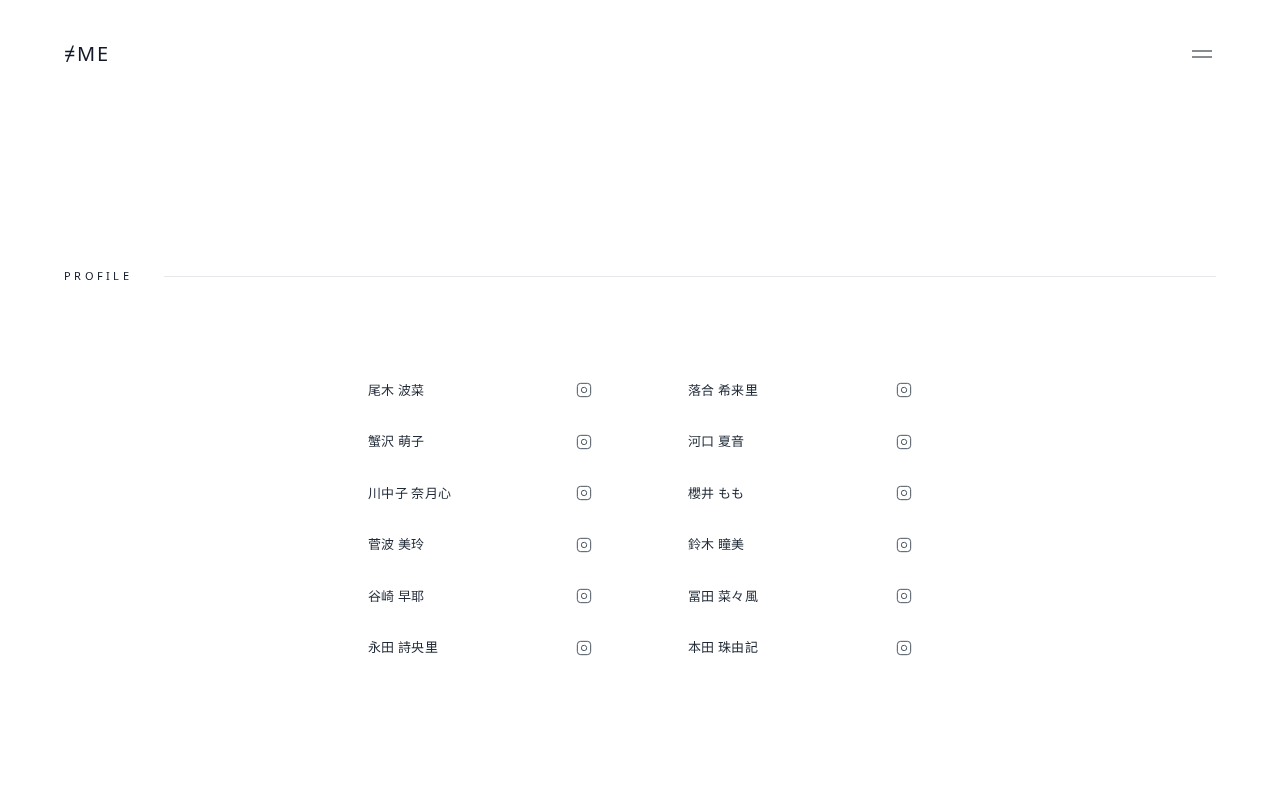 ≠ME
PROFILE
尾木 波菜
落合 希来里
蟹沢 萌子
河口 夏音
川中子 奈月心
櫻井 もも
菅波 美玲
鈴木 瞳美
谷崎 早耶
冨田 菜々風
永田 詩央里
本田 珠由記